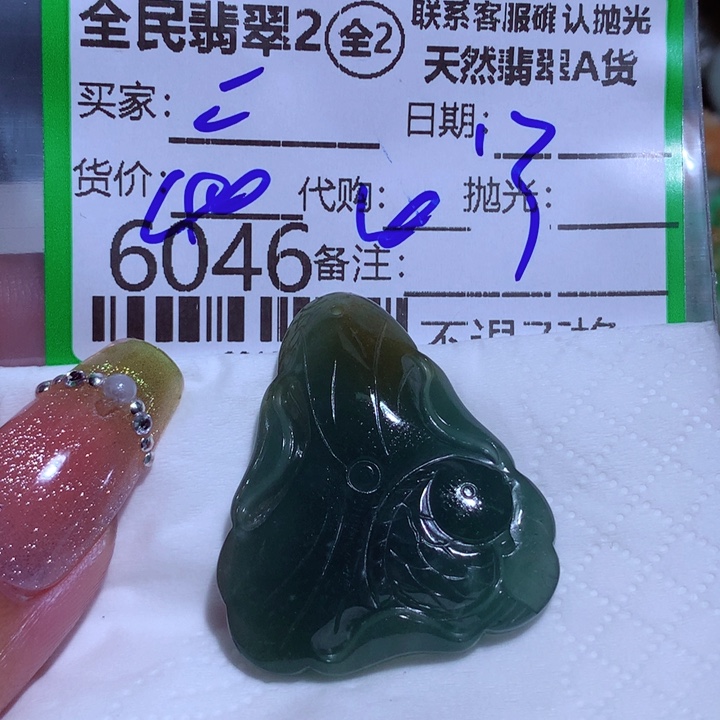 全民翡翠2 全2 联系客服确认抛光
天然翡翠A货
买家: 日期:
货价: 代购: 抛光:
6046 备注: